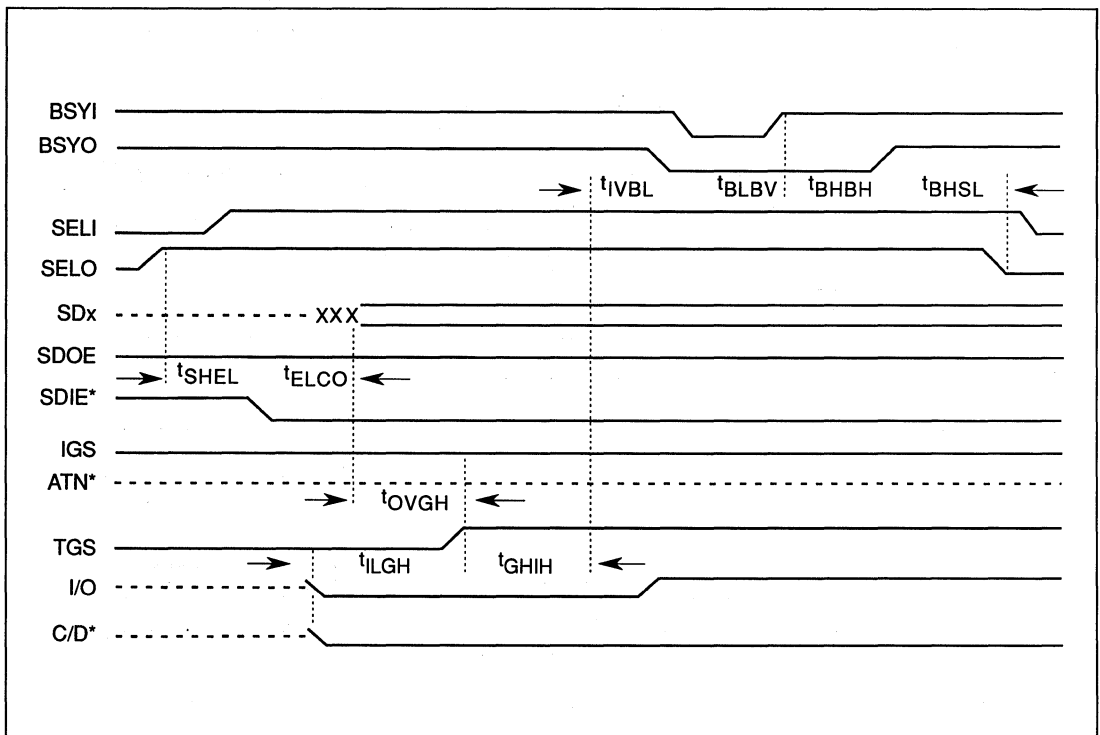 BSYI
BSYO
tIVBL tBLBV tBHBH tBHSL
SELI
SELO
SDx XXX
SDOE
tSHEL tELCO
SDIE*
IGS
ATN*
tOVGH
TGS
tILGH tGHIH
I/O
C/D*